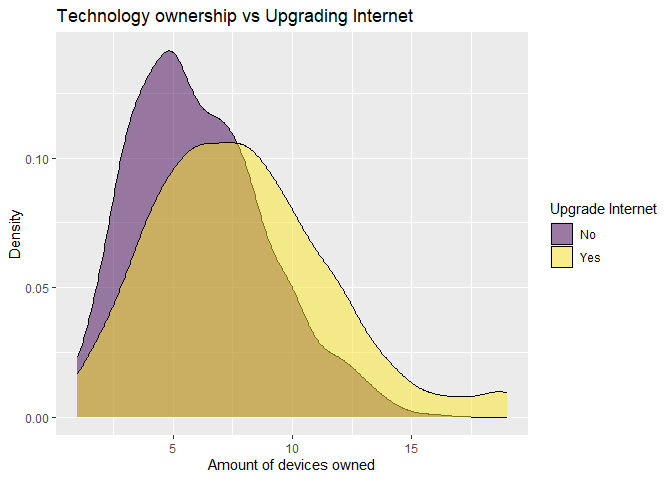 Technology ownership vs Upgrading Internet
Density
0.10
0.05
0.00
5
10
15
Amount of devices owned
Upgrade Internet
No
Yes